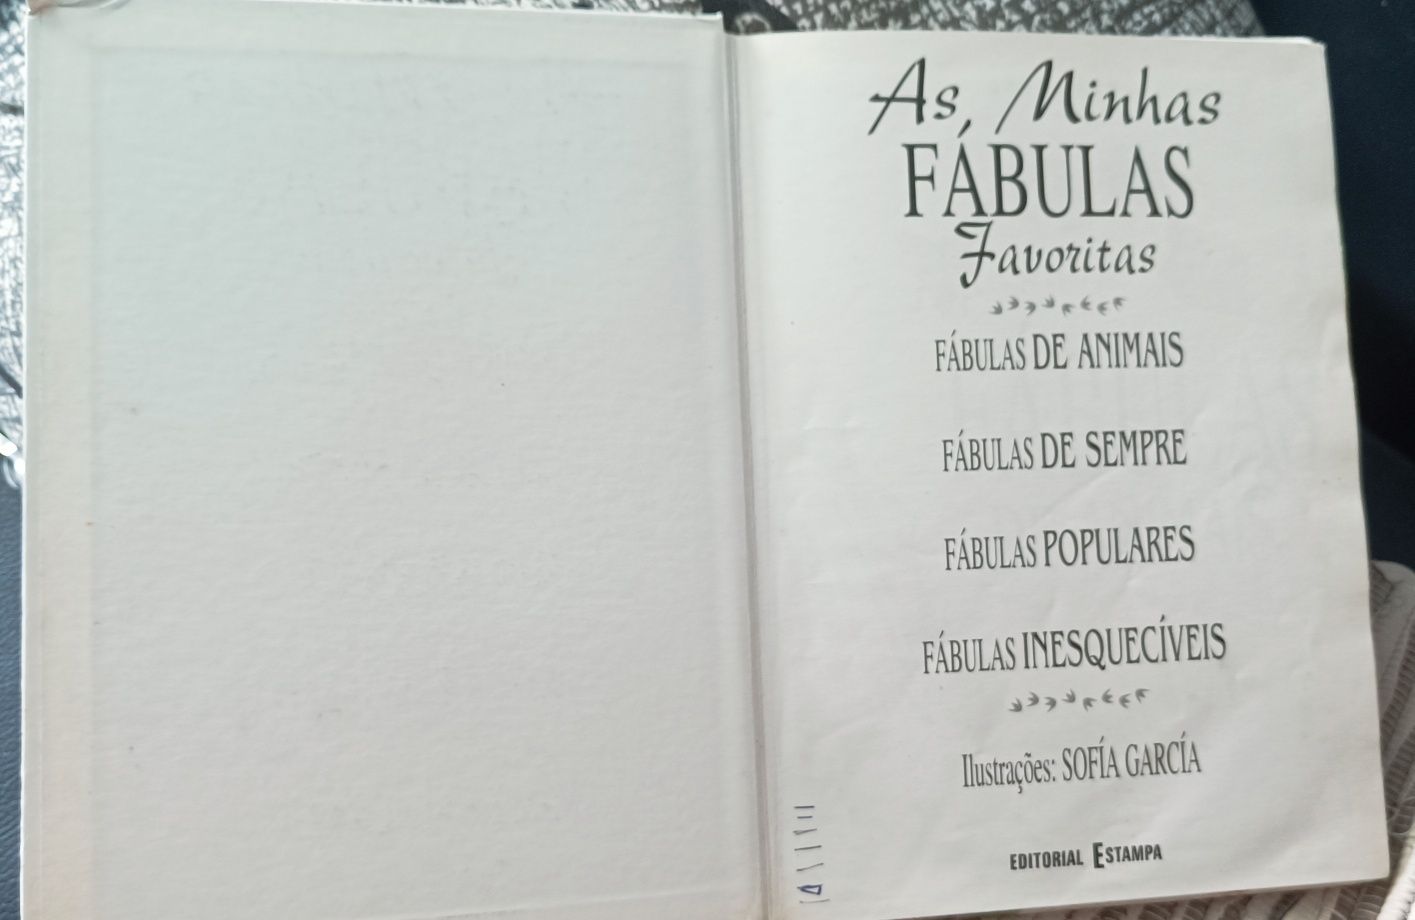 As Minhas
FÁBULAS
Favoritas
FÁBULAS DE ANIMAIS
FÁBULAS DE SEMPRE
FÁBULAS POPULARES
FÁBULAS INESQUECÍVEIS
Ilustrações: SOFÍA GARCÍA
EDITORIAL ESTAMPA